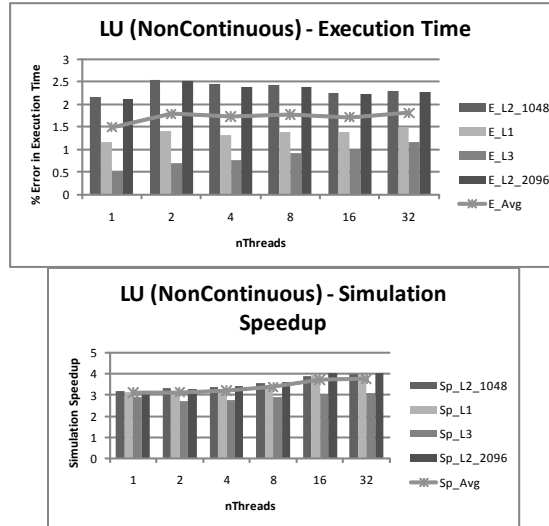 LU (NonContinuous) - Execution Time
3
2.5
2
1.5
1
0.5
0
% Error in Execution Time
1 2 4 8 16 32
nThreads
E_L2_1048
E_L1
E_L3
E_L2_2096
E_Avg
LU (NonContinuous) - Simulation
Speedup
5
4
3
2
1
0
Simulation Speedup
1 2 4 8 16 32
nThreads
Sp_L2_1048
Sp_L1
Sp_L3
Sp_L2_2096
Sp_Avg